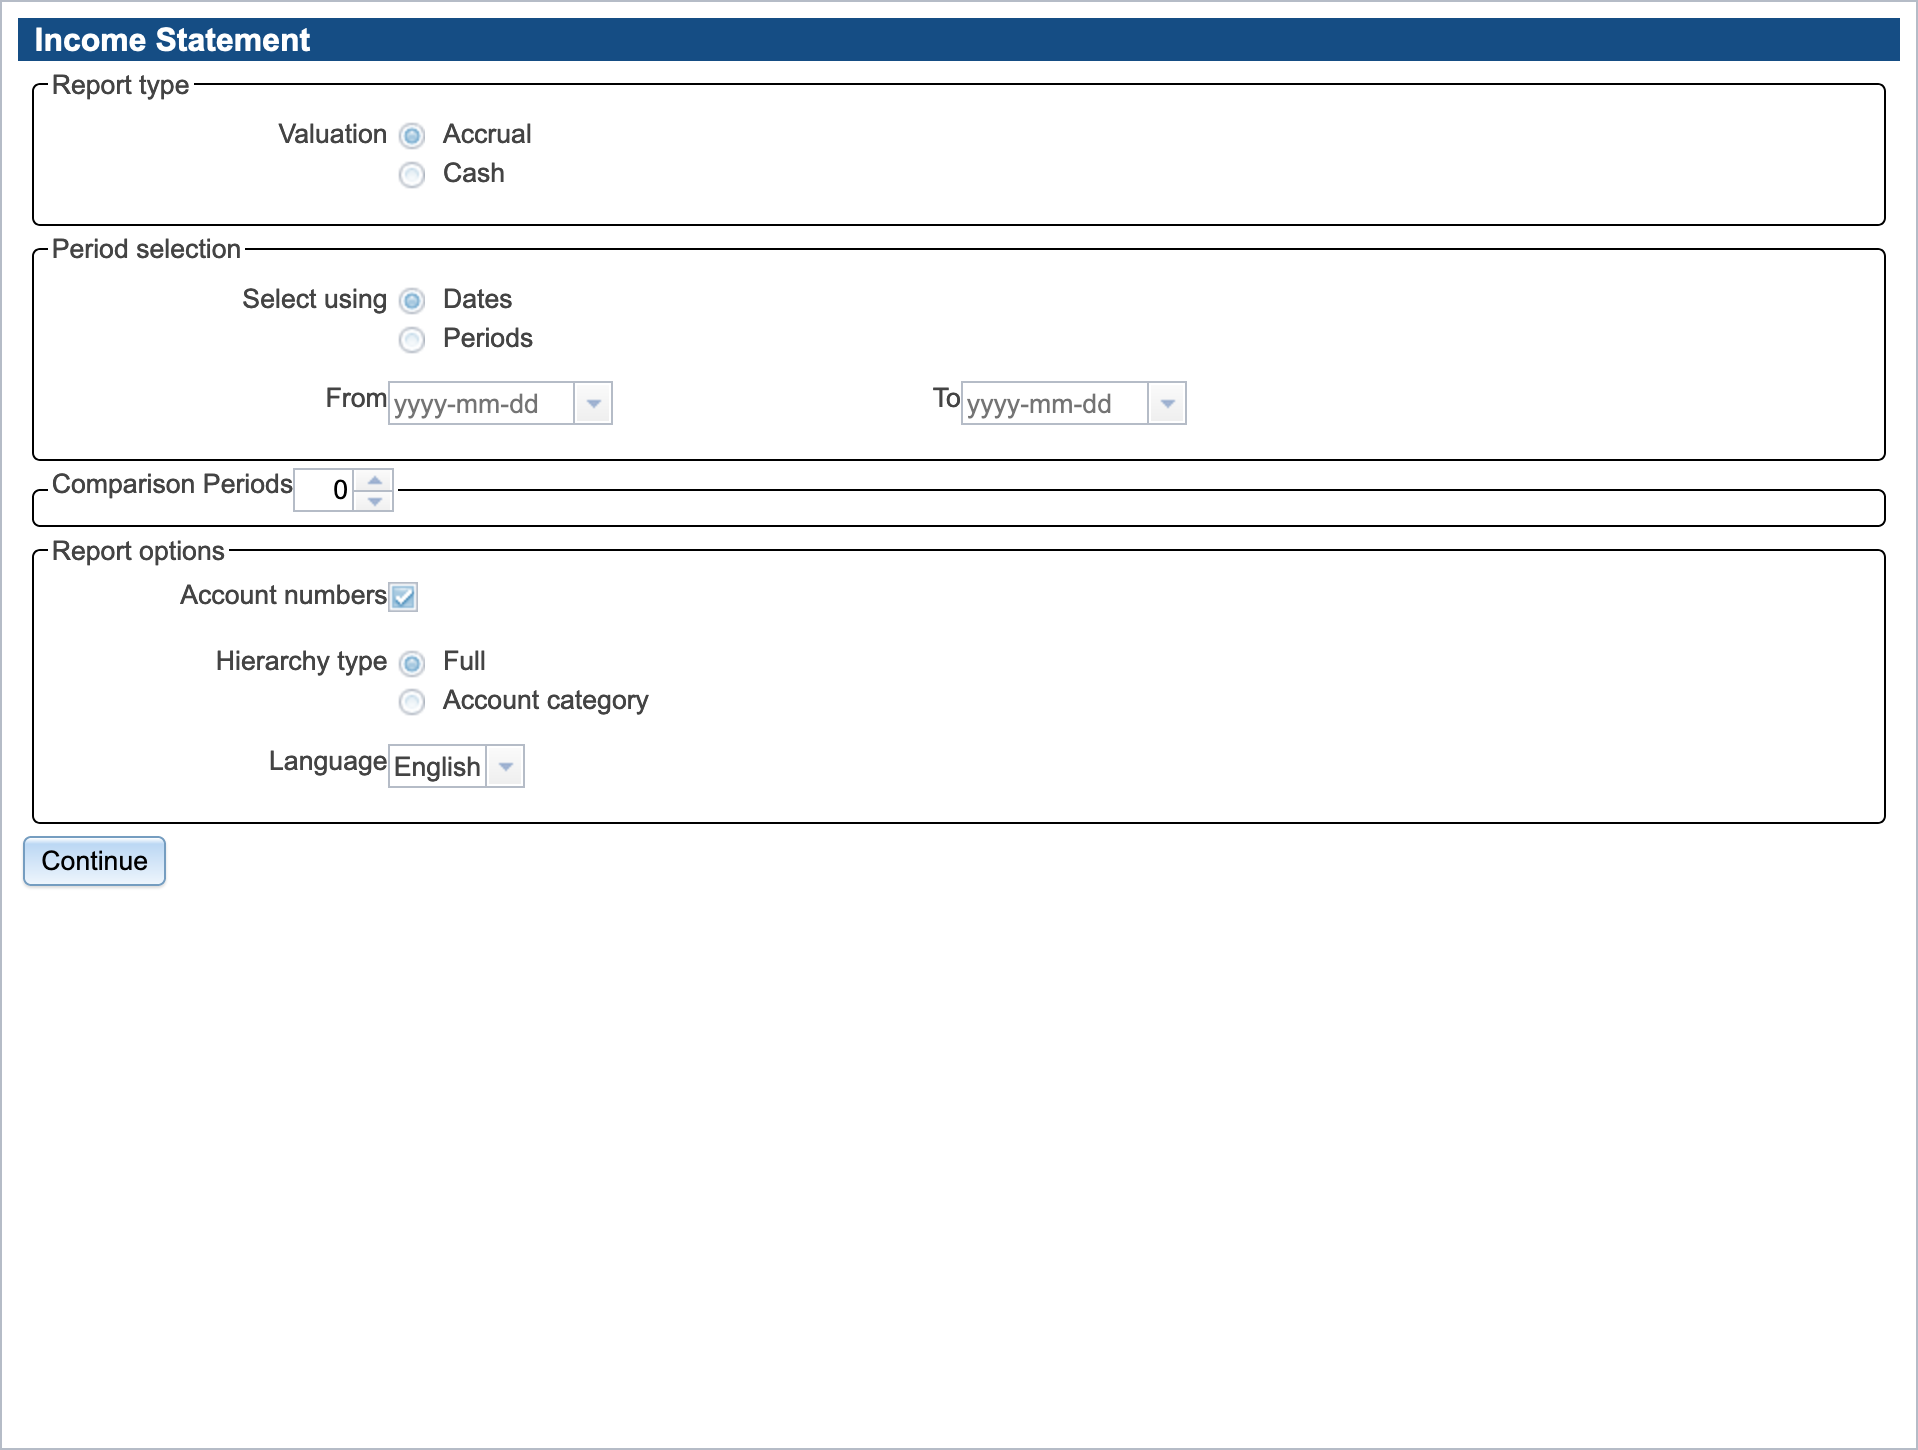 Income Statement
Report type
Valuation Accrual
Cash
Period selection
Select using Dates
Periods
From yyyy-mm-dd To yyyy-mm-dd
Comparison Periods 0
Report options
Account numbers
Hierarchy type Full
Account category
Language English
Continue